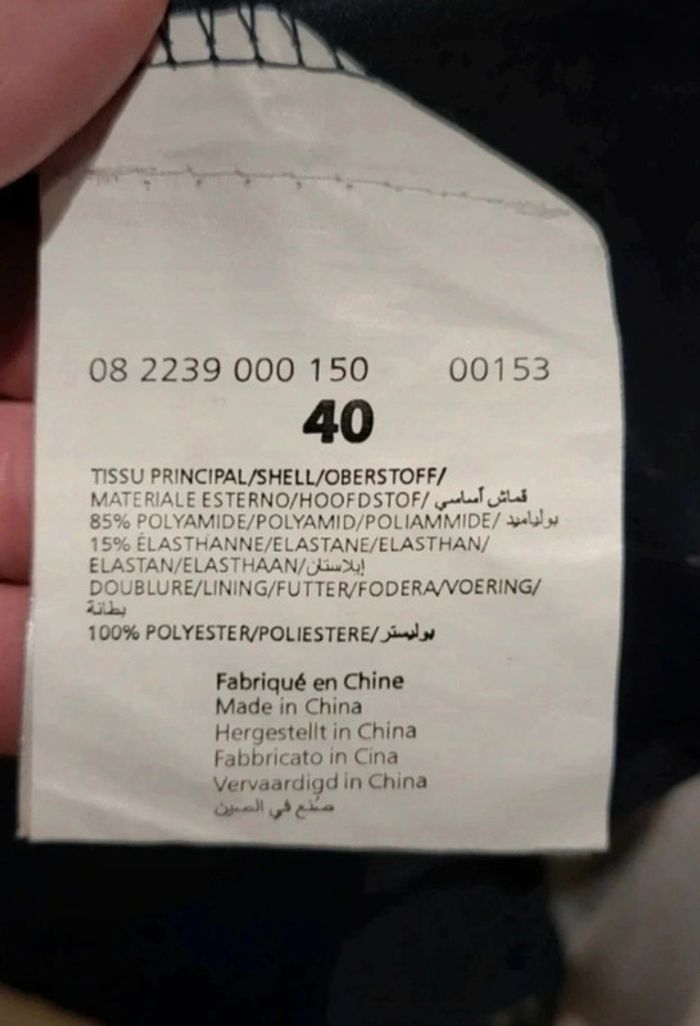 08 2239 000 150 00153
40
TISSU PRINCIPAL/SHELL/OBERSTOFF/
MATERIALE ESTERNO/HOOFDSTOF/ قماش أساسي
85% POLYAMIDE/POLYAMID/POLIAMMIDE/ بولياميد
15% ÉLASTHANNE/ELASTANE/ELASTHAN/
ELASTAN/ELASTHAAN/إيلاستان
DOUBLURE/LINING/FUTTER/FODERA/VOERING/
بطانة
100% POLYESTER/POLIESTERE/ بوليستر
Fabriqué en Chine
Made in China
Hergestellt in China
Fabbricato in Cina
Vervaardigd in China
صُنع في الصين